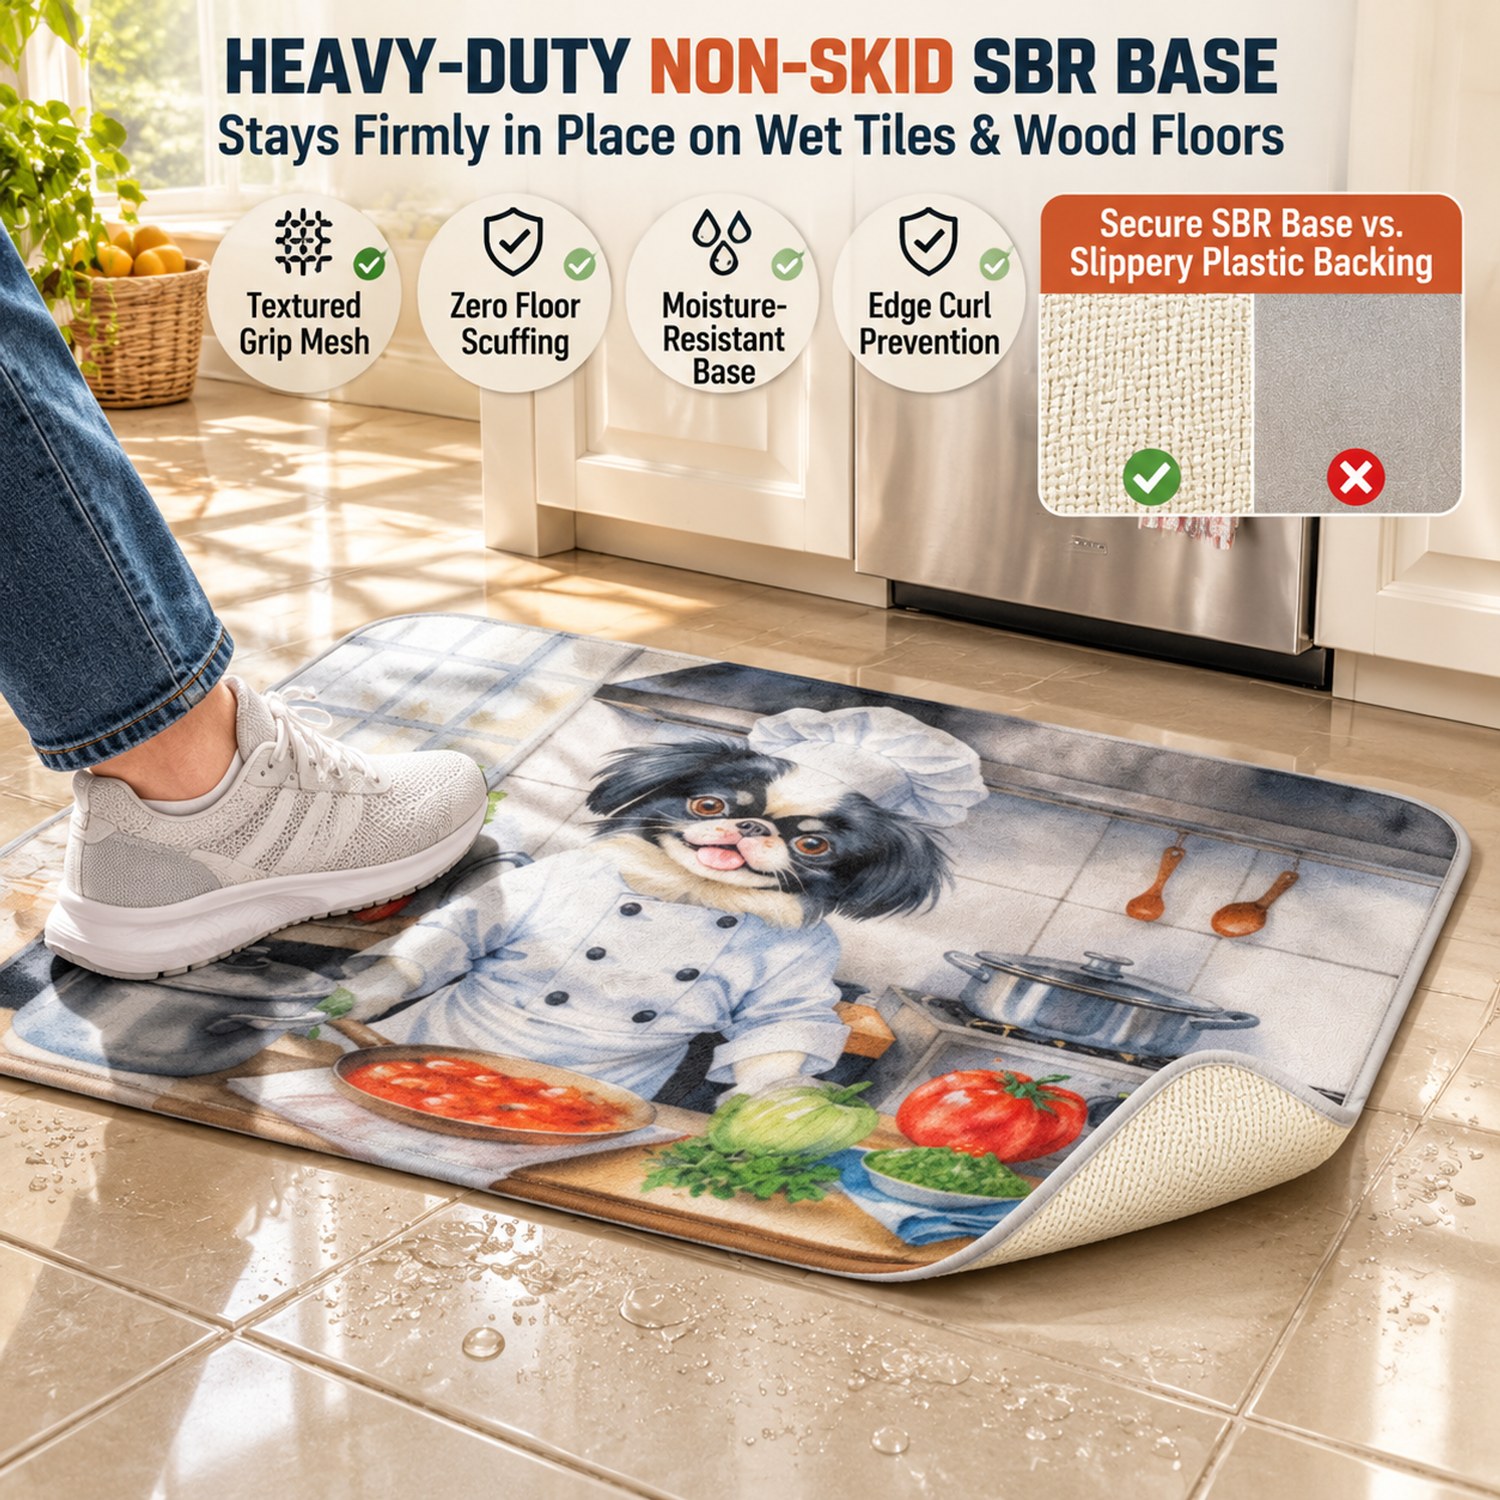 HEAVY-DUTY NON-SKID SBR BASE
Stays Firmly in Place on Wet Tiles & Wood Floors
Textured
Grip Mesh
Zero Floor
Scuffing
Moisture-
Resistant
Base
Edge Curl
Prevention
Secure SBR Base vs.
Slippery Plastic Backing